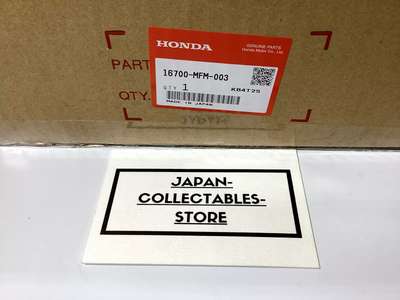 HONDA
GENUINE PARTS
Honda Motor Co., Ltd.
PART
16700-MFM-003
QTY 1
KB4T2S
QTY.
MADE IN JAPAN
JAPAN-
COLLECTABLES-
STORE